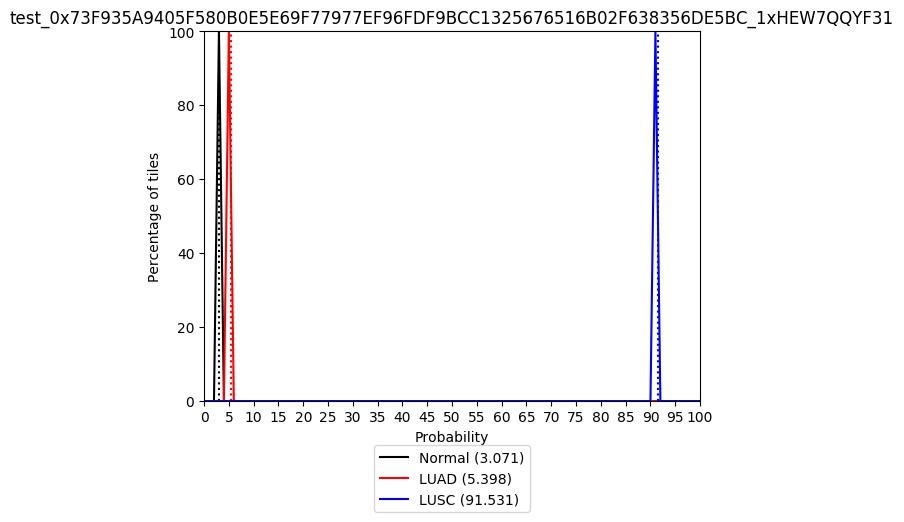 test_0x73F935A9405F580B0E5E69F77977EF96FDF9BCC1325676516B02F638356DE5BC_1xHEW7QQYF31
100
80
60
40
20
0
Percentage of tiles
0 5 10 15 20 25 30 35 40 45 50 55 60 65 70 75 80 85 90 95 100
Probability
Normal (3.071)
LUAD (5.398)
LUSC (91.531)